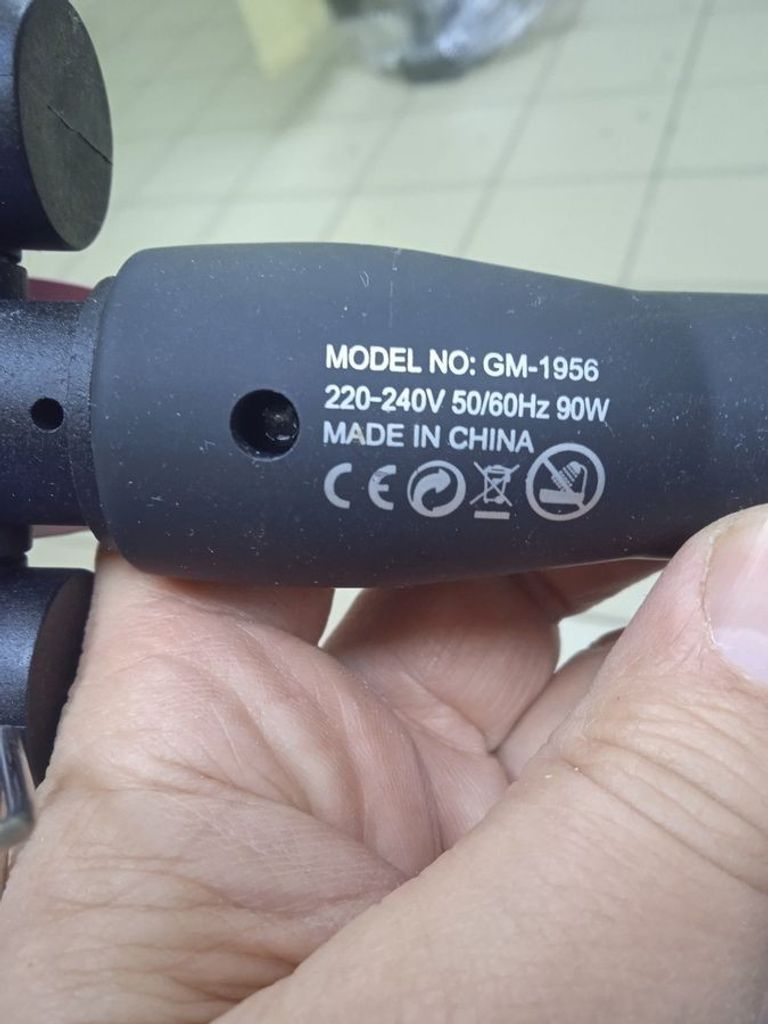 MODEL NO: GM-1956
220-240V 50/60Hz 90W
MADE IN CHINA
CE